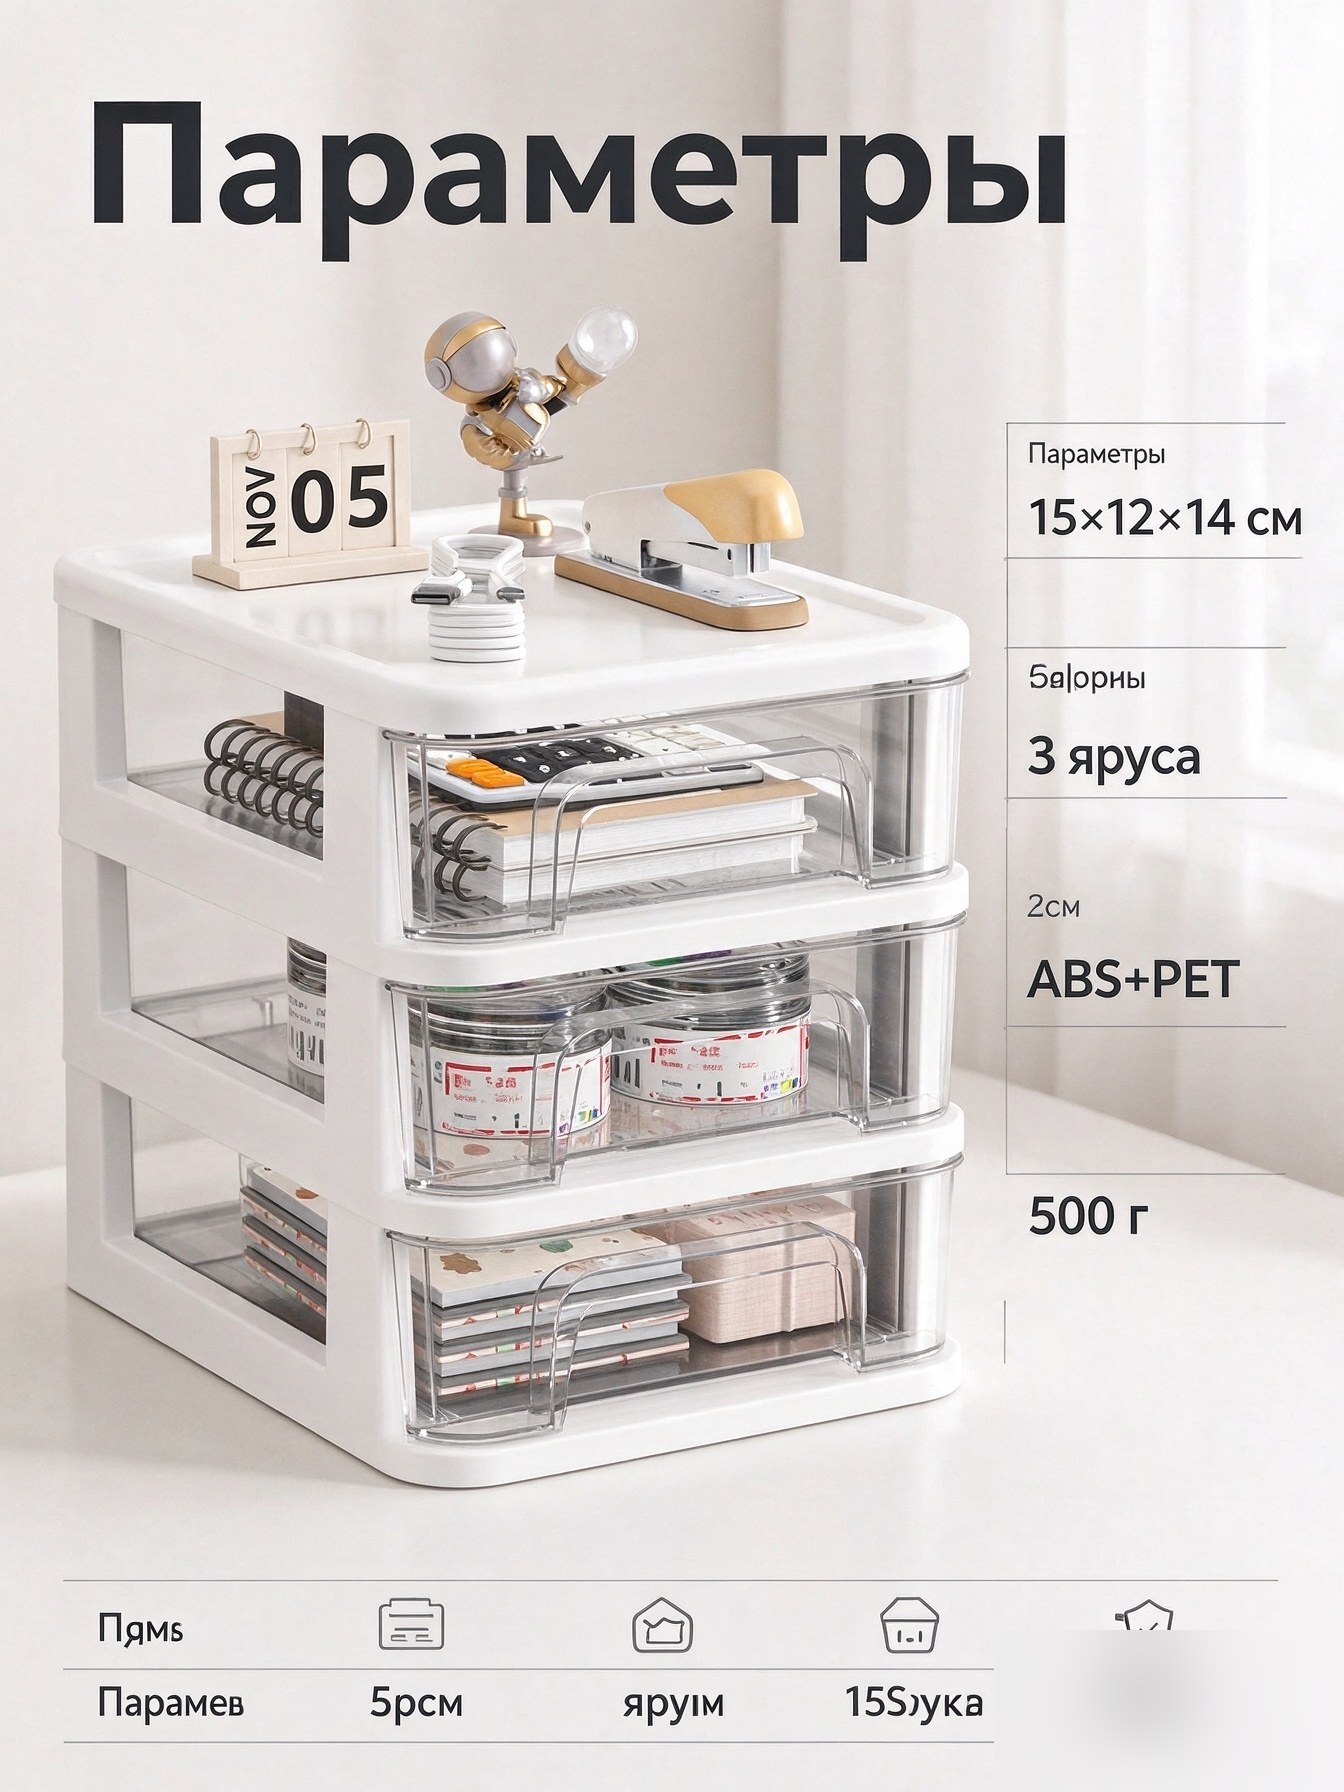 Параметры
NOV 05
Параметры
15×12×14 см
3 яруса
2см
ABS+PET
500 г
Парамев
5рсм